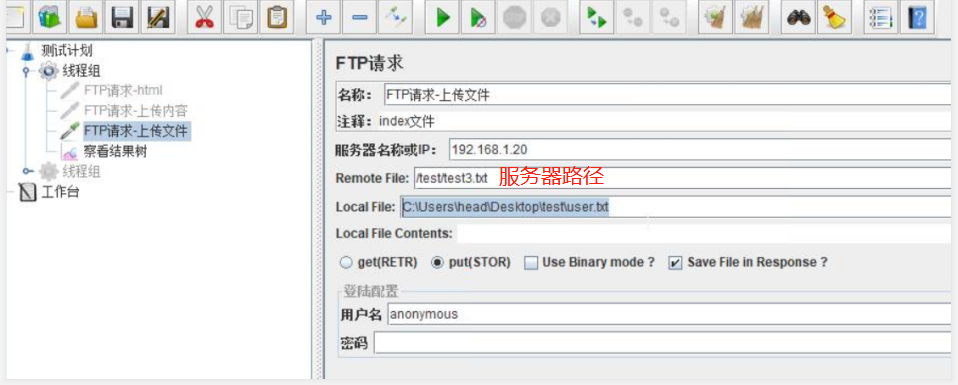 测试计划
线程组
FTP请求-html
FTP请求-上传内容
FTP请求-上传文件
察看结果树
线程组
工作台
FTP请求
名称： FTP请求-上传文件
注释： index文件
服务器名称或IP： 192.168.1.20
Remote File: /test/test3.txt 服务器路径
Local File: C:\Users\head\Desktop\test\user.txt
Local File Contents:
get(RETR) put(STOR) Use Binary mode ? Save File in Response ?
登陆配置
用户名 anonymous
密码